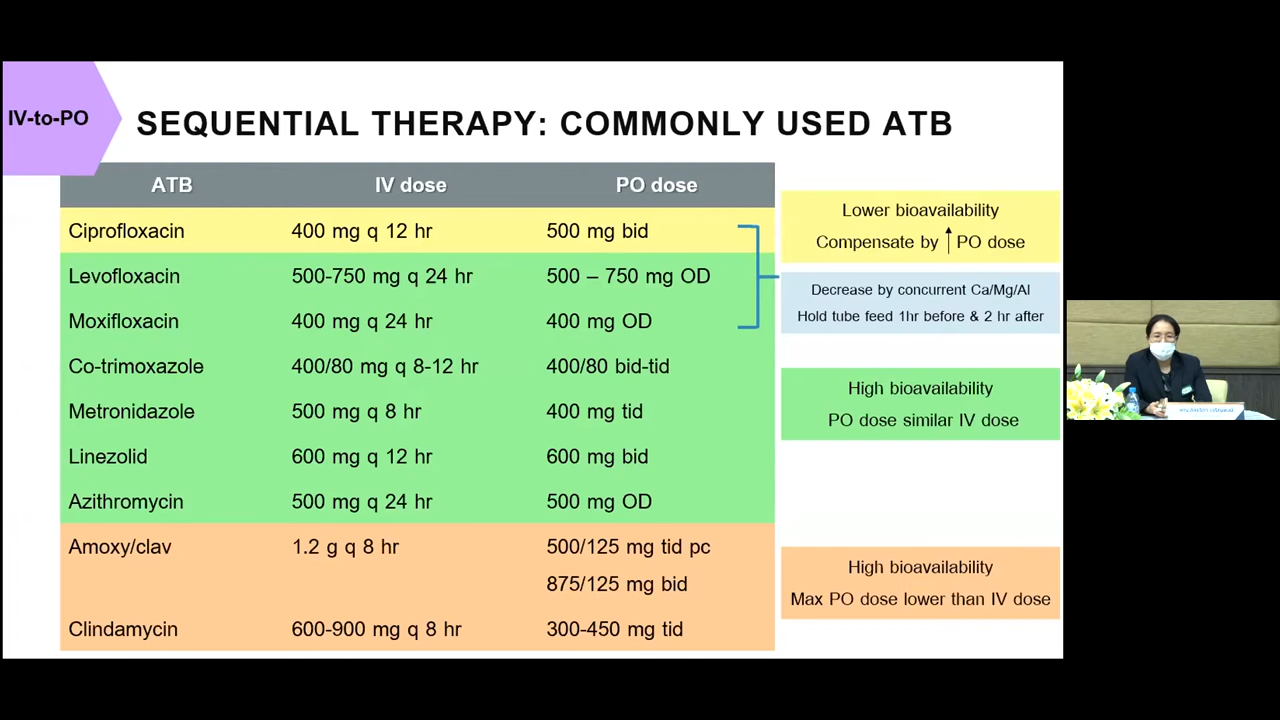 IV-to-PO
SEQUENTIAL THERAPY: COMMONLY USED ATB
ATB IV dose PO dose
Ciprofloxacin 400 mg q 12 hr 500 mg bid
Levofloxacin 500-750 mg q 24 hr 500 – 750 mg OD
Moxifloxacin 400 mg q 24 hr 400 mg OD
Co-trimoxazole 400/80 mg q 8-12 hr 400/80 bid-tid
Metronidazole 500 mg q 8 hr 400 mg tid
Linezolid 600 mg q 12 hr 600 mg bid
Azithromycin 500 mg q 24 hr 500 mg OD
Amoxy/clav 1.2 g q 8 hr 500/125 mg tid pc
875/125 mg bid
Clindamycin 600-900 mg q 8 hr 300-450 mg tid
Lower bioavailability
Compensate by ↑ PO dose
Decrease by concurrent Ca/Mg/Al
Hold tube feed 1hr before & 2 hr after
High bioavailability
PO dose similar IV dose
High bioavailability
Max PO dose lower than IV dose